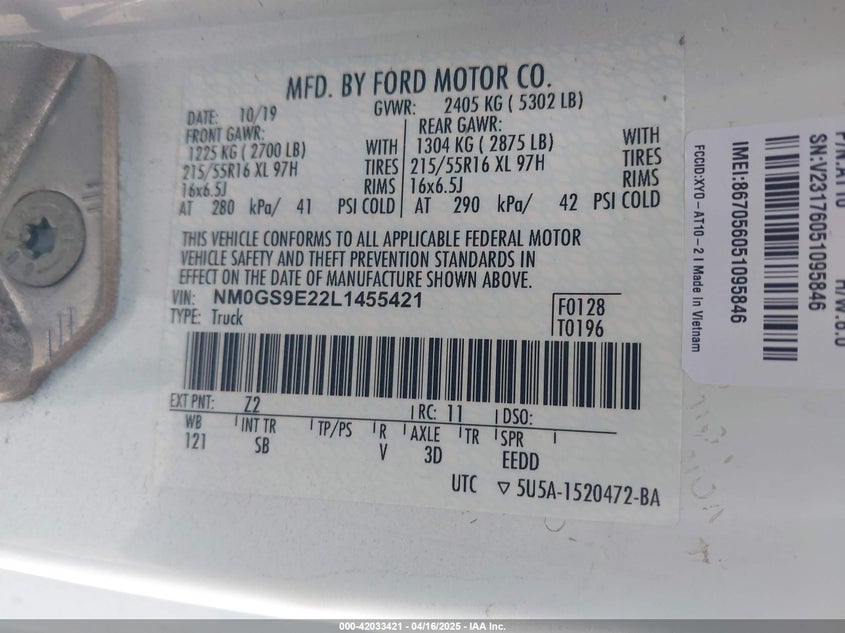 MFD. BY FORD MOTOR CO.
DATE: 10/19 GVWR: 2405 KG ( 5302 LB)
FRONT GAWR: REAR GAWR:
1225 KG ( 2700 LB) WITH 1304 KG ( 2875 LB) WITH
215/55R16 XL 97H TIRES 215/55R16 XL 97H TIRES
16x6.5J RIMS 16x6.5J RIMS
AT 280 kPa/ 41 PSI COLD AT 290 kPa/ 42 PSI COLD
THIS VEHICLE CONFORMS TO ALL APPLICABLE FEDERAL MOTOR
VEHICLE SAFETY AND THEFT PREVENTION STANDARDS IN
EFFECT ON THE DATE OF MANUFACTURE SHOWN ABOVE.
VIN: NM0GS9E22L1455421
TYPE: Truck
F0128
T0196
EXT PNT: Z2 RC: 11 DSO:
WB INT TR TP/PS R AXLE TR SPR
121 SB V 3D EEDD
UTC ▽ 5U5A-1520472-BA
P/N:AT10 H/W:6.0
SN:V23176051095846
IMEI:867056051095846
FCCID:XYO-AT10-2 I Made in Vietnam
000-42033421 - 04/16/2025 - IAA Inc.